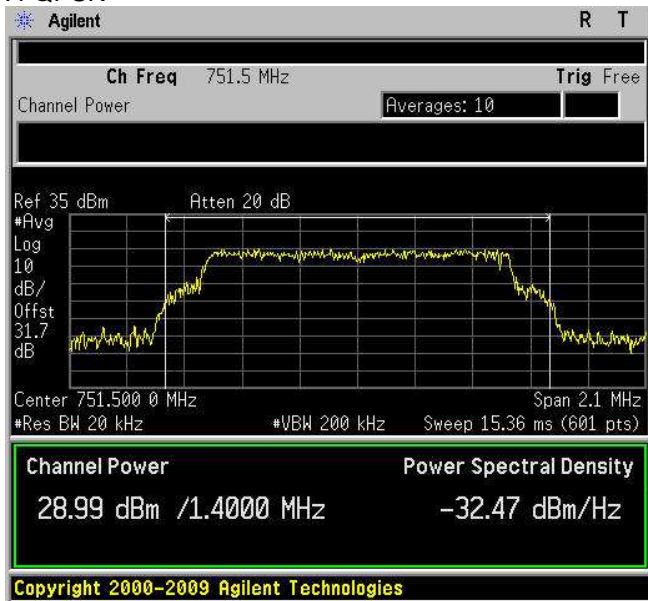 Agilent R T
Ch Freq 751.5 MHz Trig Free
Channel Power Averages: 10
Ref 35 dBm Atten 20 dB
#Avg
Log
10
dB/
Offst
31.7
dB
Center 751.500 0 MHz Span 2.1 MHz
#Res BW 20 kHz #VBW 200 kHz Sweep 15.36 ms (601 pts)
Channel Power Power Spectral Density
28.99 dBm /1.4000 MHz -32.47 dBm/Hz
Copyright 2000-2009 Agilent Technologies